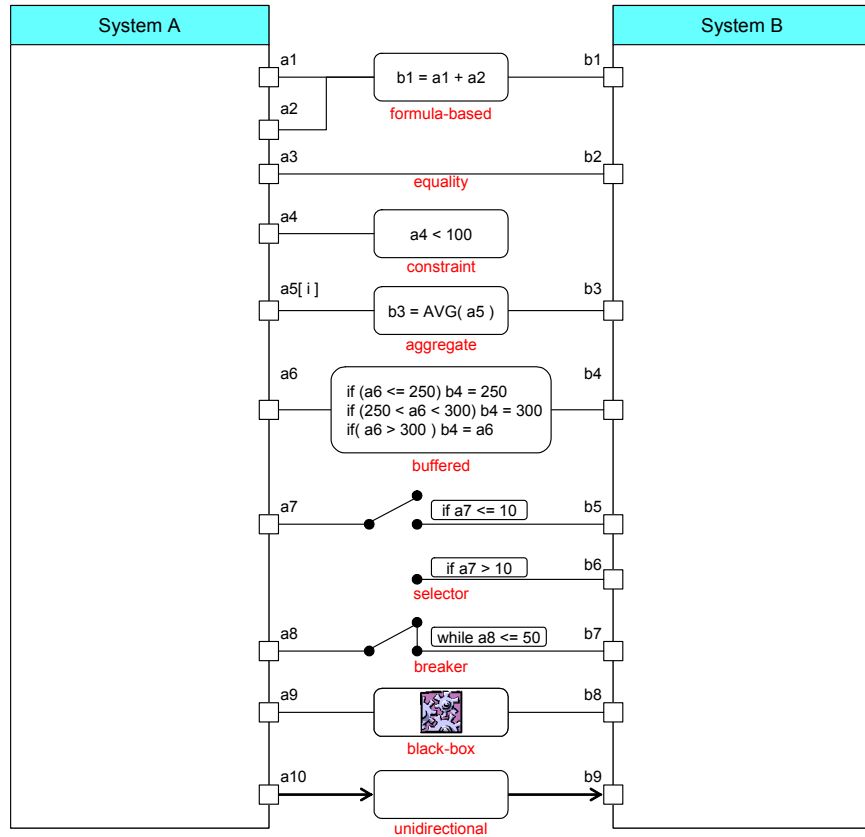 System A
System B
a1
b1 = a1 + a2
b1
a2
formula-based
a3
b2
equality
a4
a4 < 100
constraint
a5[ i ]
b3 = AVG( a5 )
b3
aggregate
a6
b4
if (a6 <= 250) b4 = 250
if (250 < a6 < 300) b4 = 300
if( a6 > 300 ) b4 = a6
buffered
a7
if a7 <= 10
b5
if a7 > 10
b6
selector
a8
while a8 <= 50
b7
breaker
a9
b8
black-box
a10
b9
unidirectional